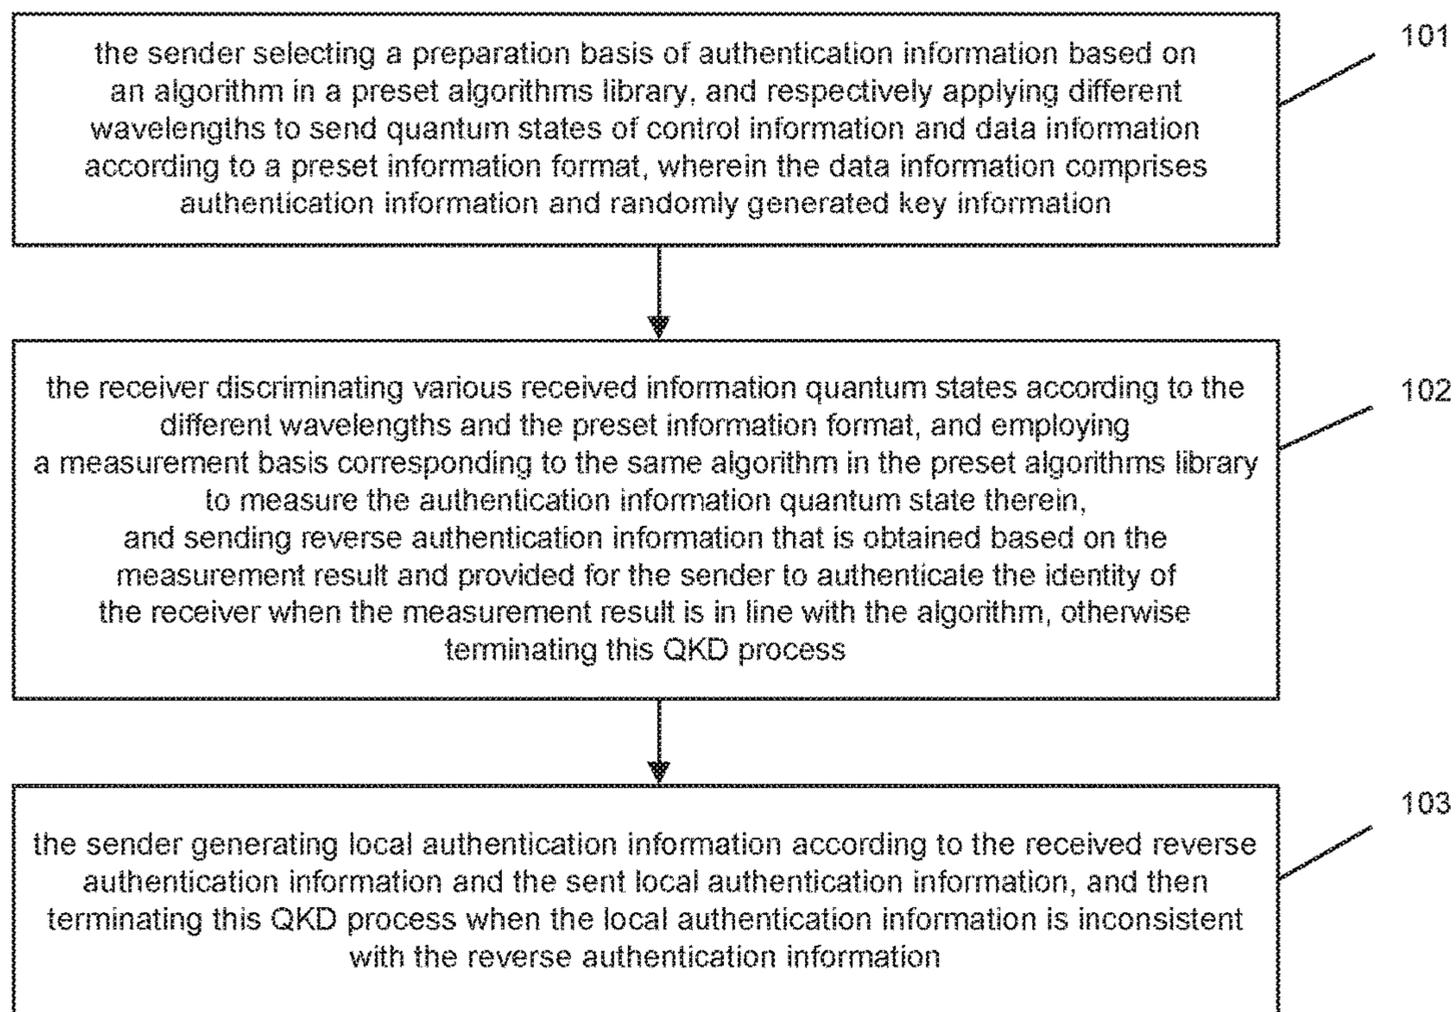 the sender selecting a preparation basis of authentication information based on
an algorithm in a preset algorithms library, and respectively applying different
wavelengths to send quantum states of control information and data information
according to a preset information format, wherein the data information comprises
authentication information and randomly generated key information
101
the receiver discriminating various received information quantum states according to the
different wavelengths and the preset information format, and employing
a measurement basis corresponding to the same algorithm in the preset algorithms library
to measure the authentication information quantum state therein,
and sending reverse authentication information that is obtained based on the
measurement result and provided for the sender to authenticate the identity of
the receiver when the measurement result is in line with the algorithm, otherwise
terminating this QKD process
102
the sender generating local authentication information according to the received reverse
authentication information and the sent local authentication information, and then
terminating this QKD process when the local authentication information is inconsistent
with the reverse authentication information
103